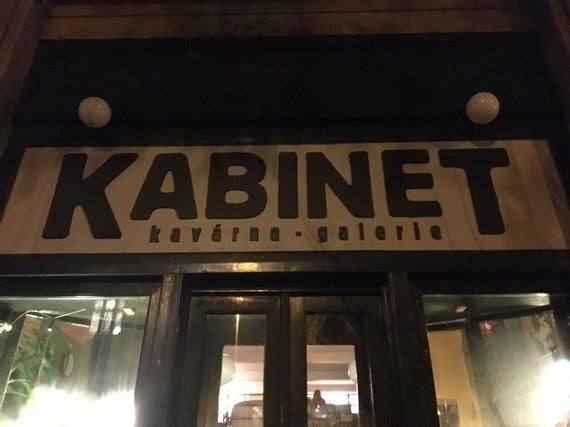 KABINET
kavárna - galerie